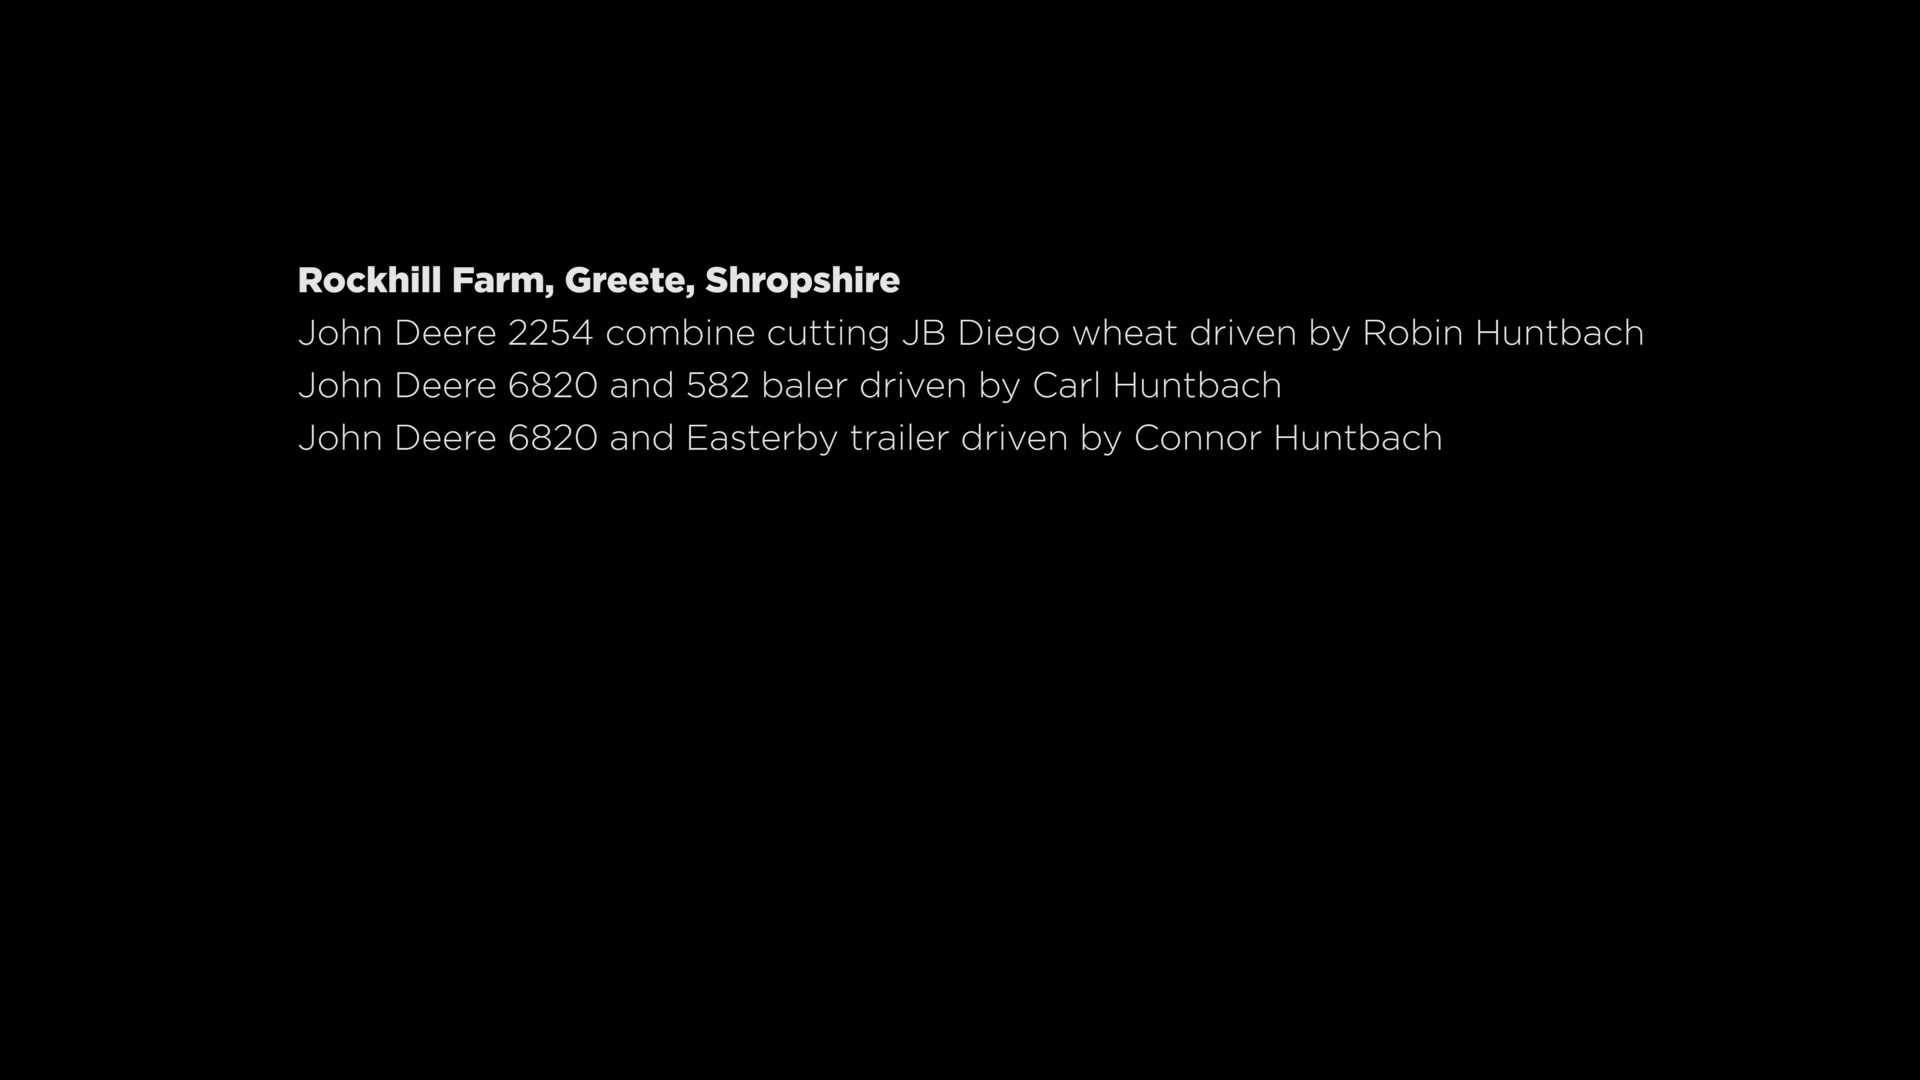 Rockhill Farm, Greete, Shropshire
John Deere 2254 combine cutting JB Diego wheat driven by Robin Huntbach
John Deere 6820 and 582 baler driven by Carl Huntbach
John Deere 6820 and Easterby trailer driven by Connor Huntbach